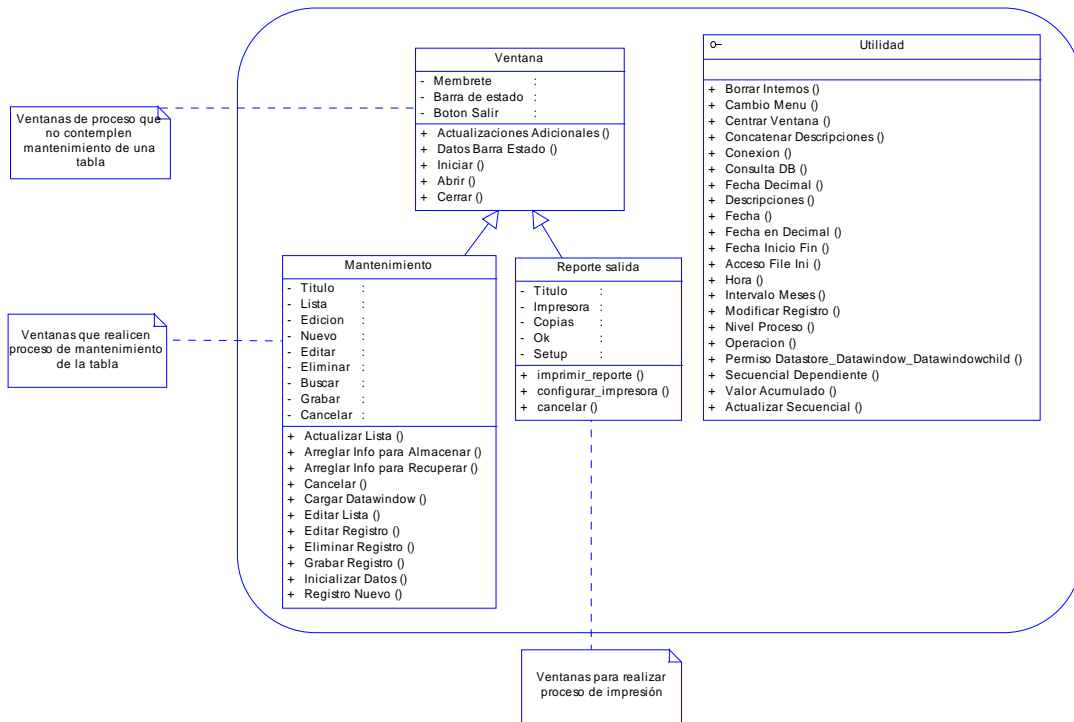 Ventana
- Membrete :
- Barra de estado :
- Boton Salir :
+ Actualizaciones Adicionales ()
+ Datos Barra Estado ()
+ Iniciar ()
+ Abrir ()
+ Cerrar ()
Utilidad
+ Borrar Internos ()
+ Cambio Menu ()
+ Centrar Ventana ()
+ Concatenar Descripciones ()
+ Conexion ()
+ Consulta DB ()
+ Fecha Decimal ()
+ Descripciones ()
+ Fecha ()
+ Fecha en Decimal ()
+ Fecha Inicio Fin ()
+ Acceso File Ini ()
+ Hora ()
+ Intervalo Meses ()
+ Modificar Registro ()
+ Nivel Proceso ()
+ Operacion ()
+ Permiso Datastore_Datawindow_Datawindowchild ()
+ Secuencial Dependiente ()
+ Valor Acumulado ()
+ Actualizar Secuencial ()
Ventanas de proceso que
no contemplen
mantenimiento de una
tabla
Mantenimiento
- Titulo :
- Lista :
- Edicion :
- Nuevo :
- Editar :
- Eliminar :
- Buscar :
- Grabar :
- Cancelar :
+ Actualizar Lista ()
+ Arreglar Info para Almacenar ()
+ Arreglar Info para Recuperar ()
+ Cancelar ()
+ Cargar Datawindow ()
+ Editar Lista ()
+ Editar Registro ()
+ Eliminar Registro ()
+ Grabar Registro ()
+ Inicializar Datos ()
+ Registro Nuevo ()
Reporte salida
- Titulo :
- Impresora :
- Copias :
- Ok :
- Setup :
+ imprimir_reporte ()
+ configurar_impresora ()
+ cancelar ()
Ventanas que realicen
proceso de mantenimiento
de la tabla
Ventanas para realizar
proceso de impresión